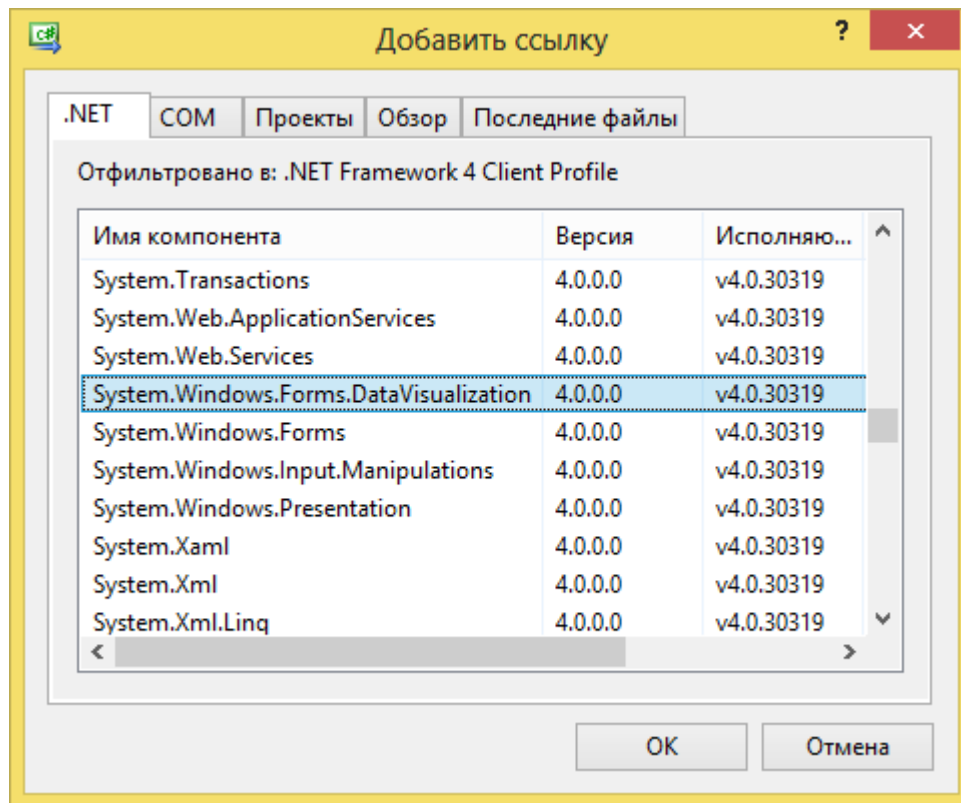 C#
Добавить ссылку ?
.NET COM Проекты Обзор Последние файлы
Отфильтровано в: .NET Framework 4 Client Profile
Имя компонента Версия Исполняю...
System.Transactions 4.0.0.0 v4.0.30319
System.Web.ApplicationServices 4.0.0.0 v4.0.30319
System.Web.Services 4.0.0.0 v4.0.30319
System.Windows.Forms.DataVisualization 4.0.0.0 v4.0.30319
System.Windows.Forms 4.0.0.0 v4.0.30319
System.Windows.Input.Manipulations 4.0.0.0 v4.0.30319
System.Windows.Presentation 4.0.0.0 v4.0.30319
System.Xaml 4.0.0.0 v4.0.30319
System.Xml 4.0.0.0 v4.0.30319
System.Xml.Linq 4.0.0.0 v4.0.30319
OK Отмена